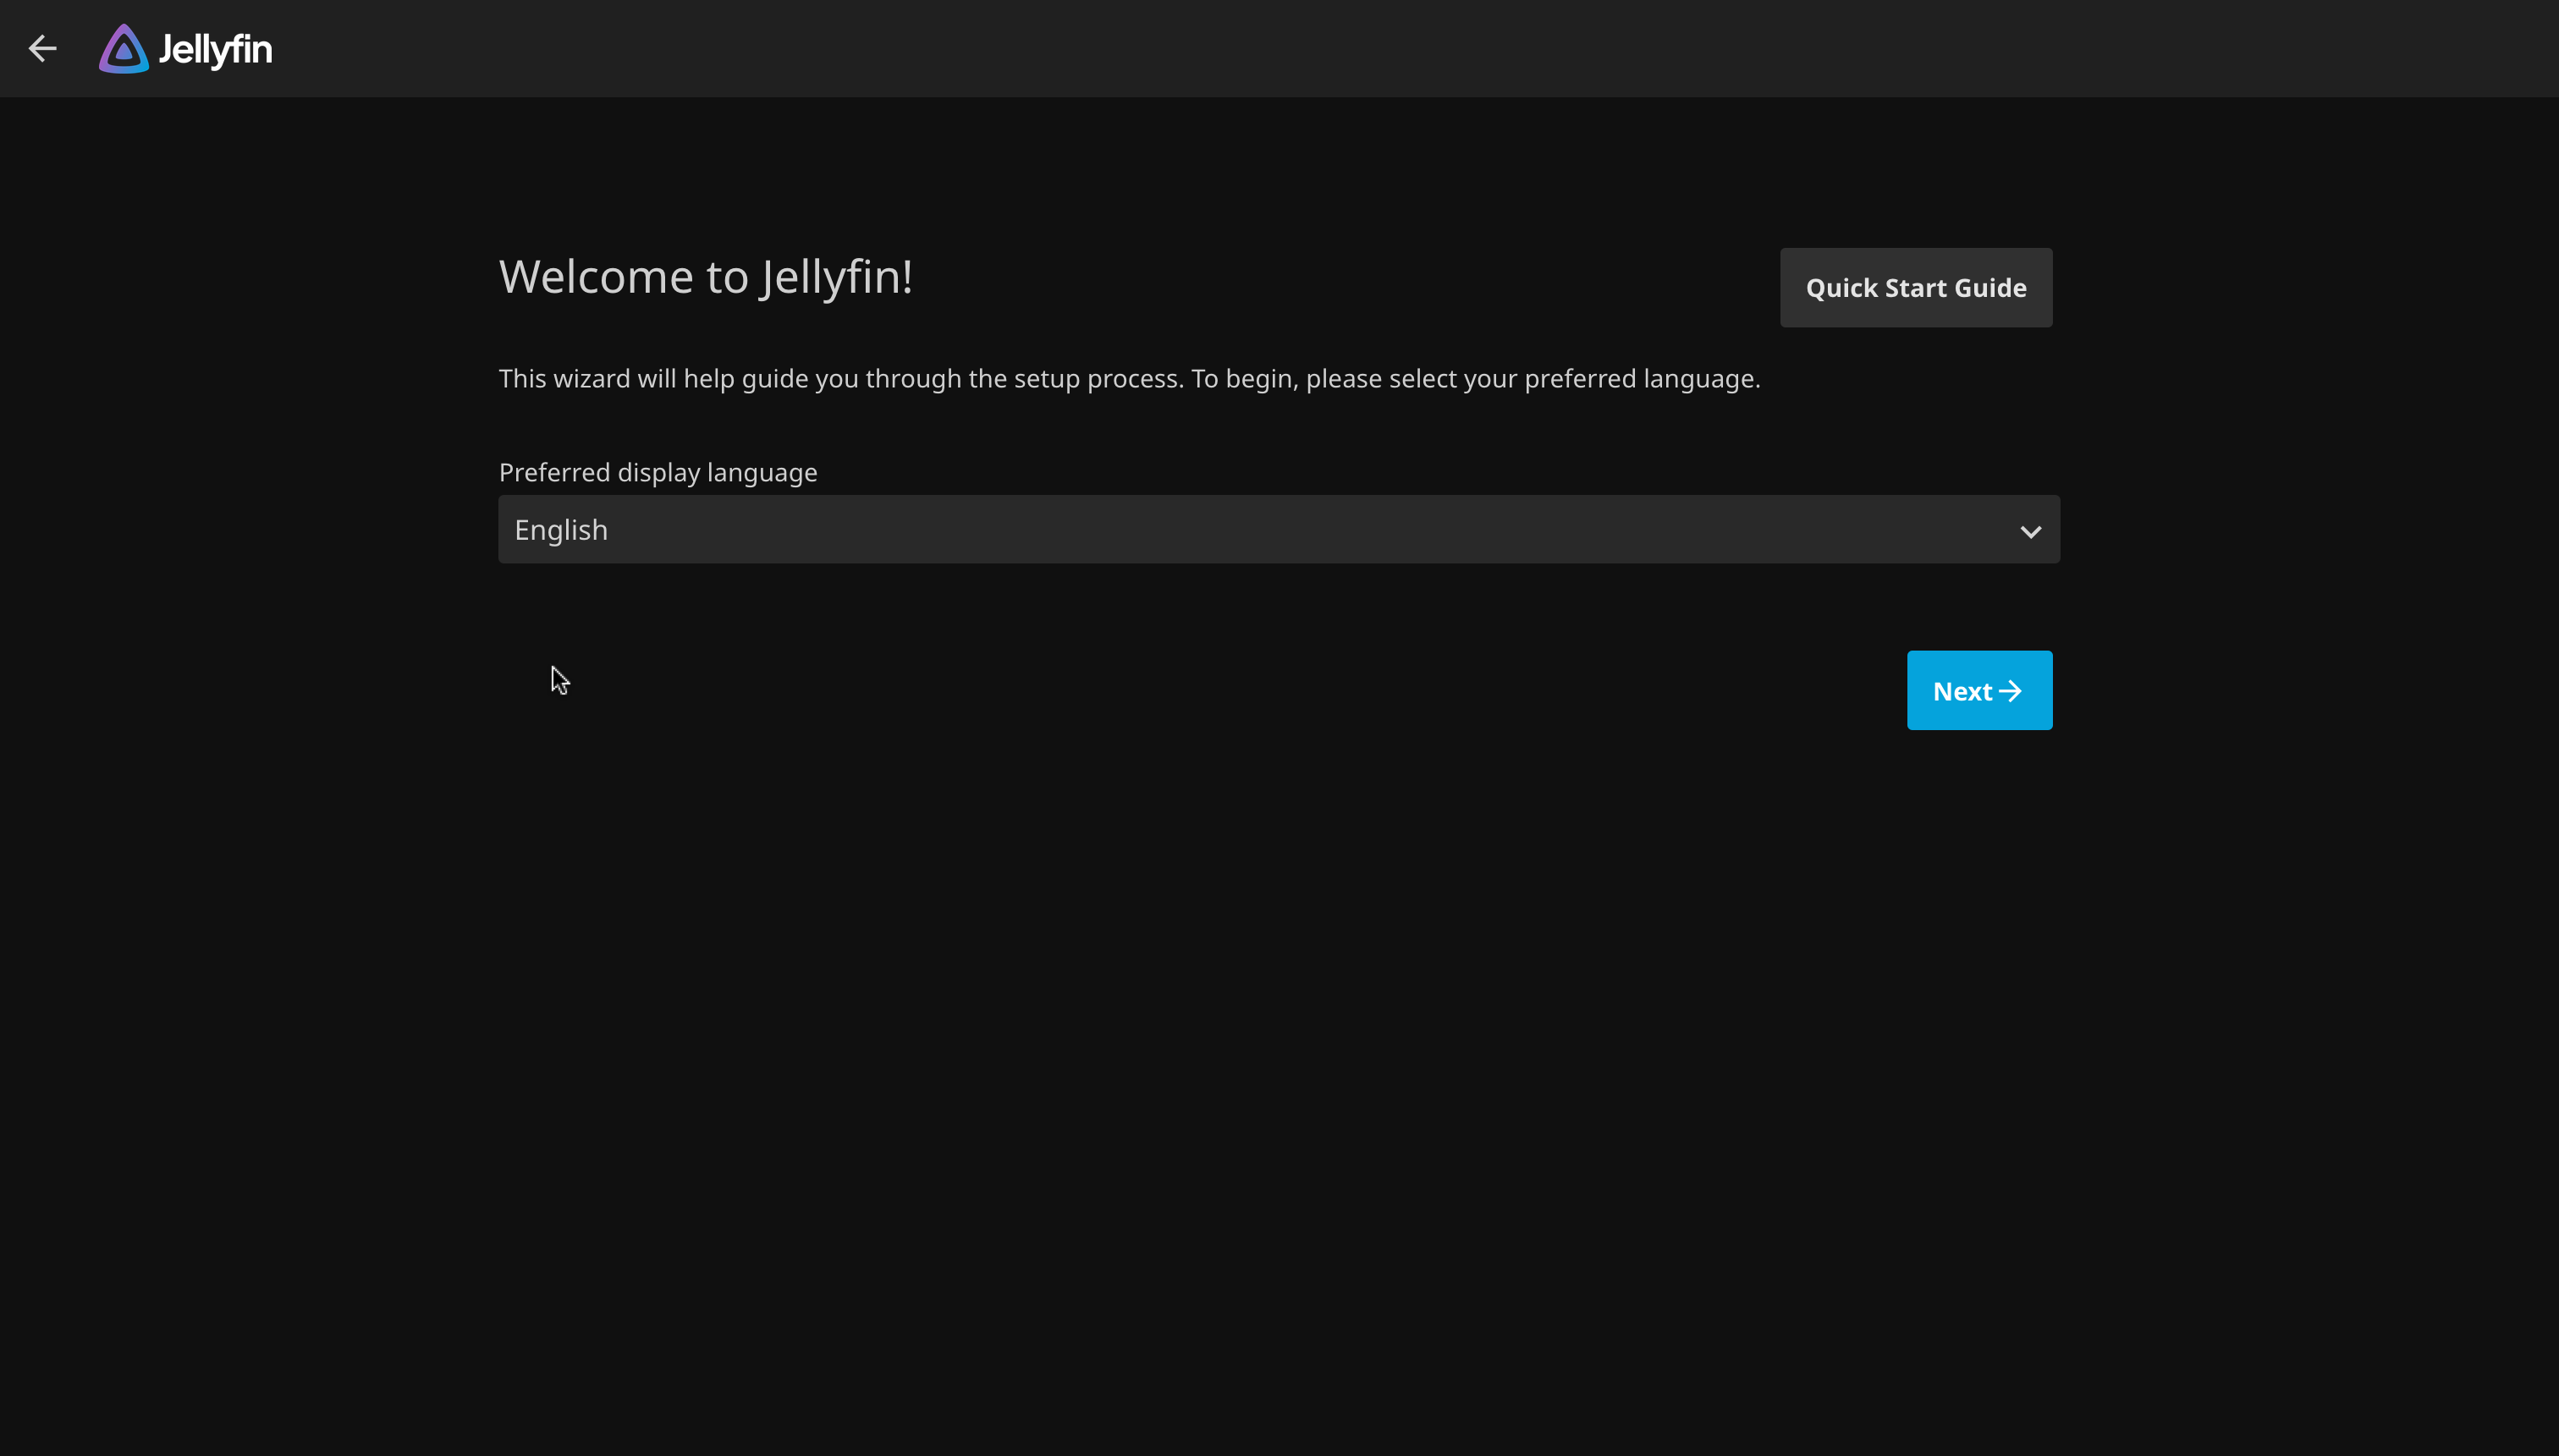 Jellyfin
Welcome to Jellyfin!
Quick Start Guide
This wizard will help guide you through the setup process. To begin, please select your preferred language.
Preferred display language
English
Next